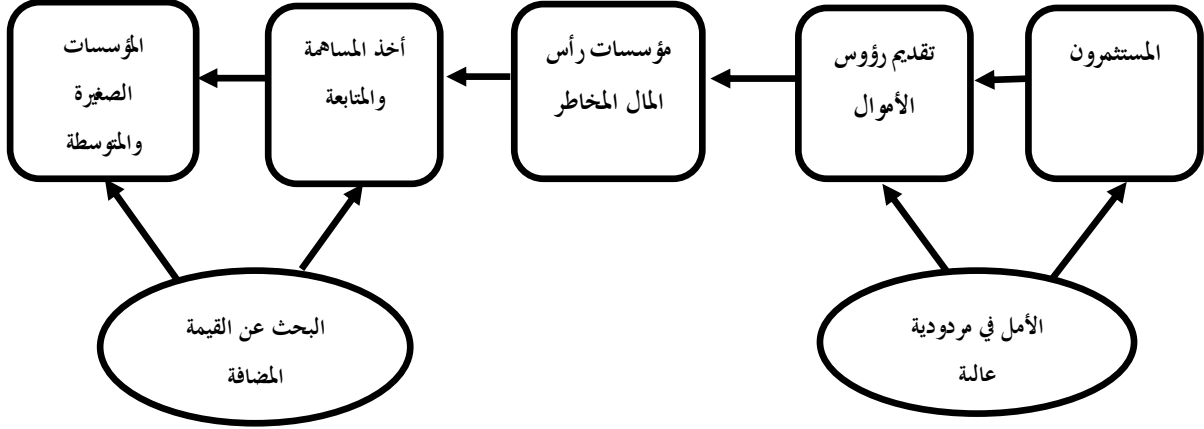 المستثمرون
تقديم رؤوس
الأموال
مؤسسات رأس
المال المخاطر
أخذ المساهمة
والمتابعة
المؤسسات
الصغيرة
والمتوسطة
الأمل في مردودية
عالية
البحث عن القيمة
المضافة